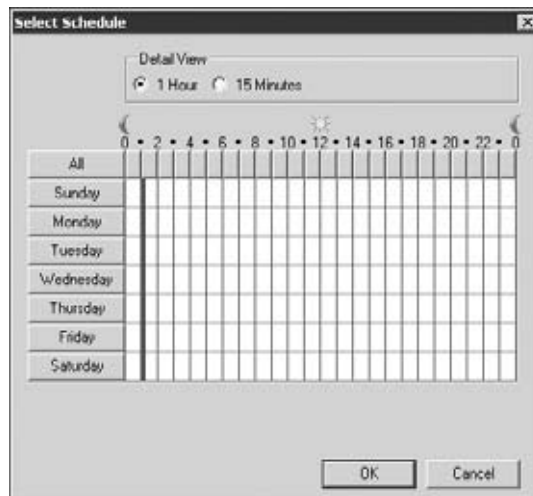 Select Schedule
Detail View
1 Hour 15 Minutes
0 • 2 • 4 • 6 • 8 • 10 • 12 • 14 • 16 • 18 • 20 • 22 • 0
All
Sunday
Monday
Tuesday
Wednesday
Thursday
Friday
Saturday
OK Cancel